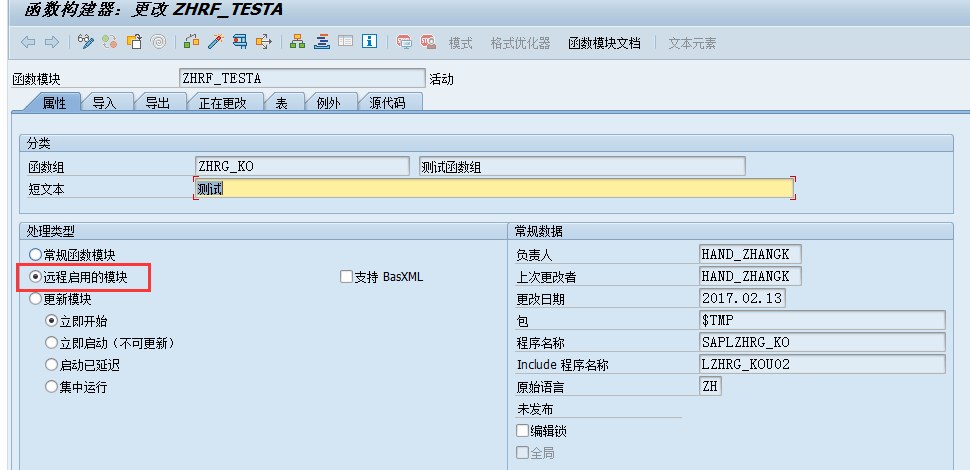 函数构建器：更改 ZHRF_TESTA
模式 格式优化器 函数模块文档 文本元素
函数模块 ZHRF_TESTA 活动
属性 导入 导出 正在更改 表 例外 源代码
分类
函数组 ZHRG_KO 测试函数组
短文本 测试
处理类型
常规函数模块
远程启用的模块 支持 BasXML
更新模块
立即开始
立即启动（不可更新）
启动已延迟
集中运行
常规数据
负责人 HAND_ZHANGK
上次更改者 HAND_ZHANGK
更改日期 2017.02.13
包 $TMP
程序名称 SAPLZHRG_KO
Include 程序名称 LZHRG_KOU02
原始语言 ZH
未发布
编辑锁
全局